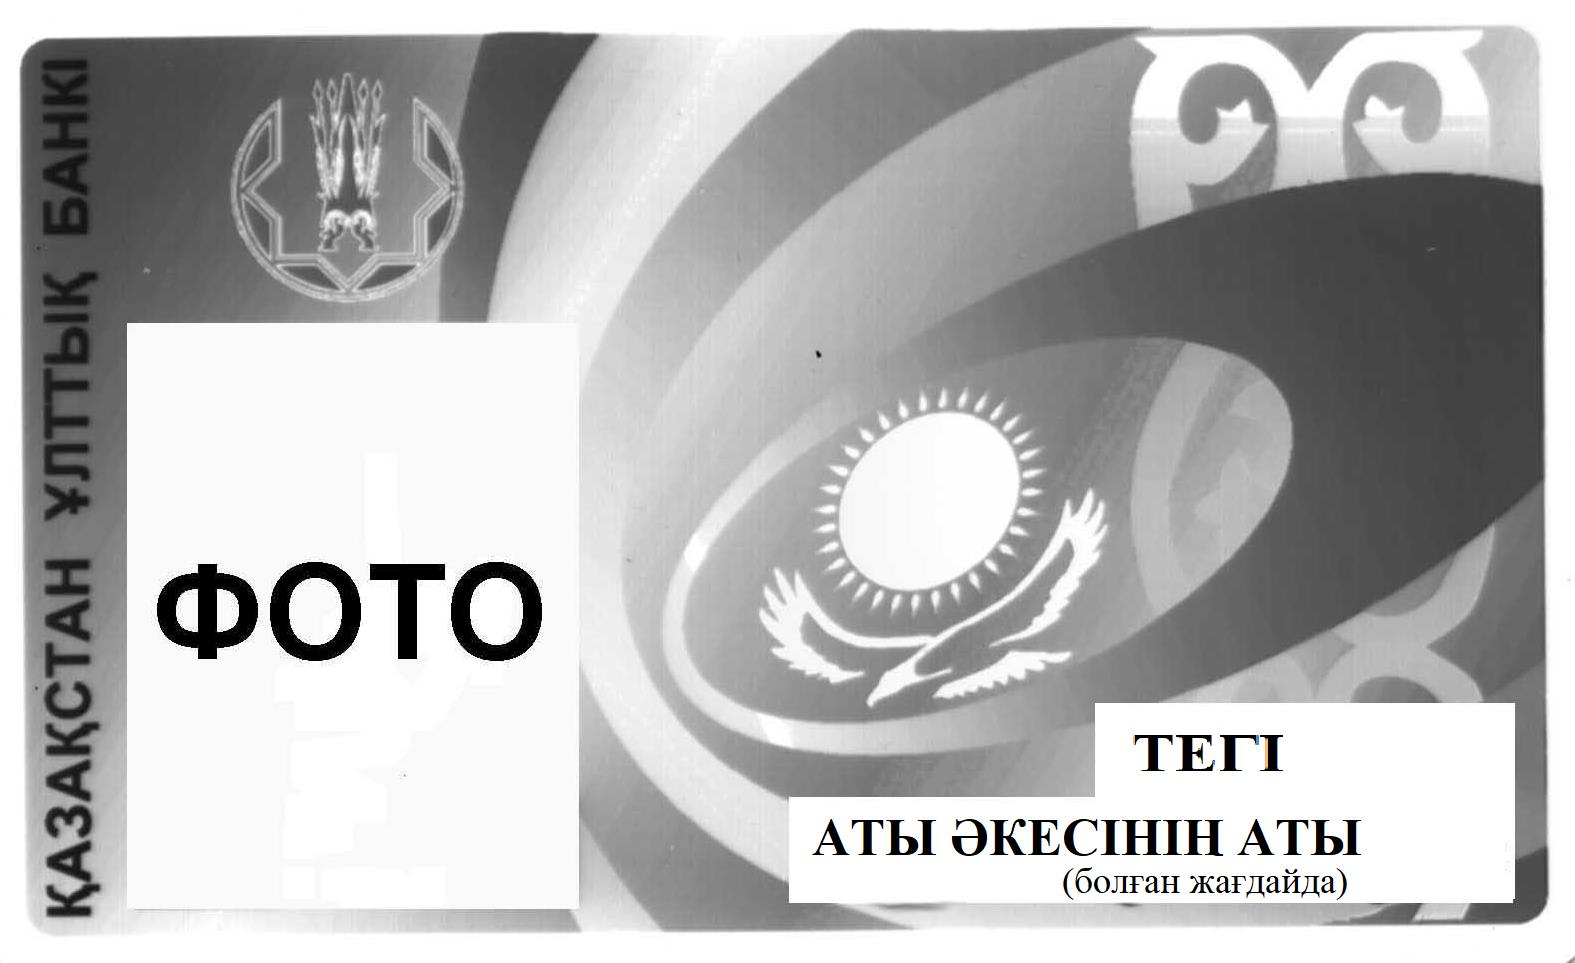 ҚАЗАҚСТАН ҰЛТТЫҚ БАНКІ
ФОТО
ТЕГІ
АТЫ ӘКЕСІНІҢ АТЫ
(болған жағдайда)